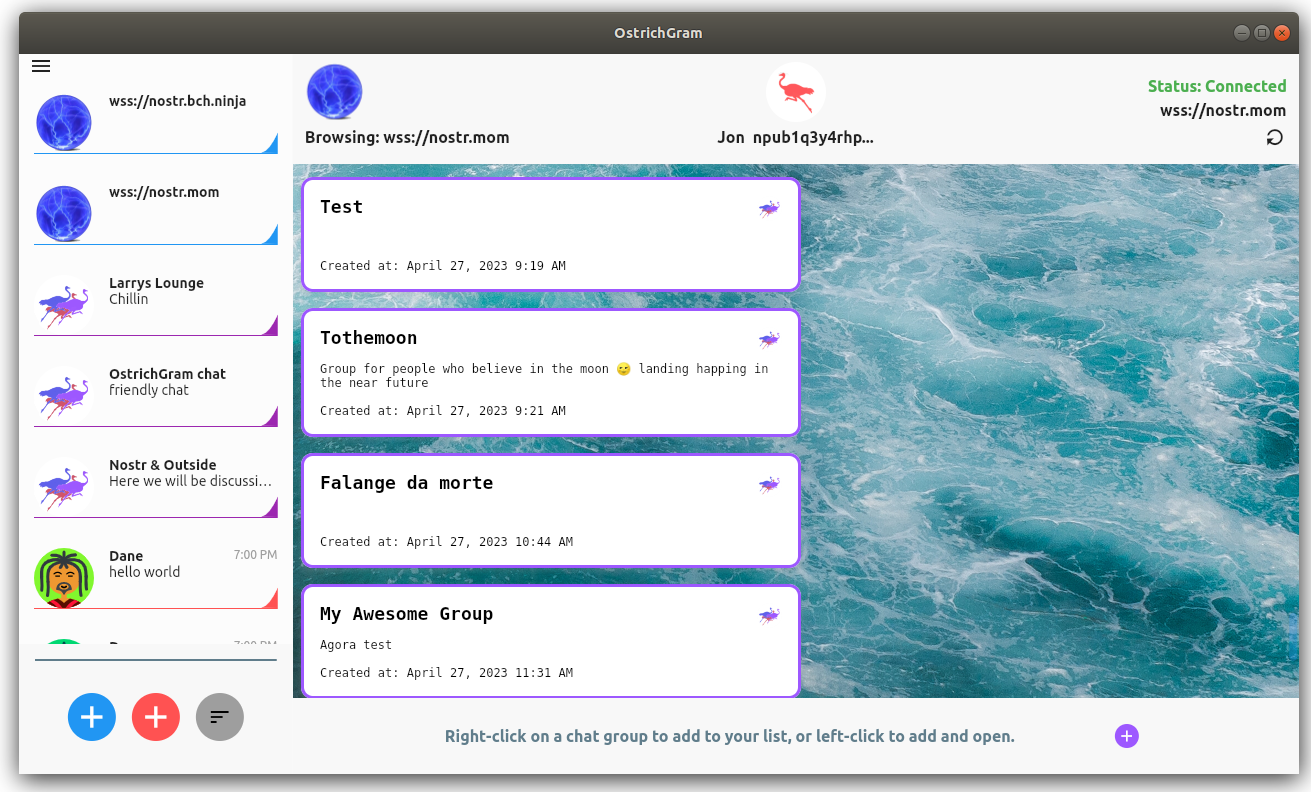 OstrichGram
wss://nostr.bch.ninja
wss://nostr.mom
Larrys Lounge
Chillin
OstrichGram chat
friendly chat
Nostr & Outside
Here we will be discussi...
Dane
7:00 PM
hello world
7:00 PM
Browsing: wss://nostr.mom
Jon npub1q3y4rhp...
Status: Connected
wss://nostr.mom
Test
Created at: April 27, 2023 9:19 AM
Tothemoon
Group for people who believe in the moon 😋 landing happing in
the near future
Created at: April 27, 2023 9:21 AM
Falange da morte
Created at: April 27, 2023 10:44 AM
My Awesome Group
Agora test
Created at: April 27, 2023 11:31 AM
Right-click on a chat group to add to your list, or left-click to add and open.